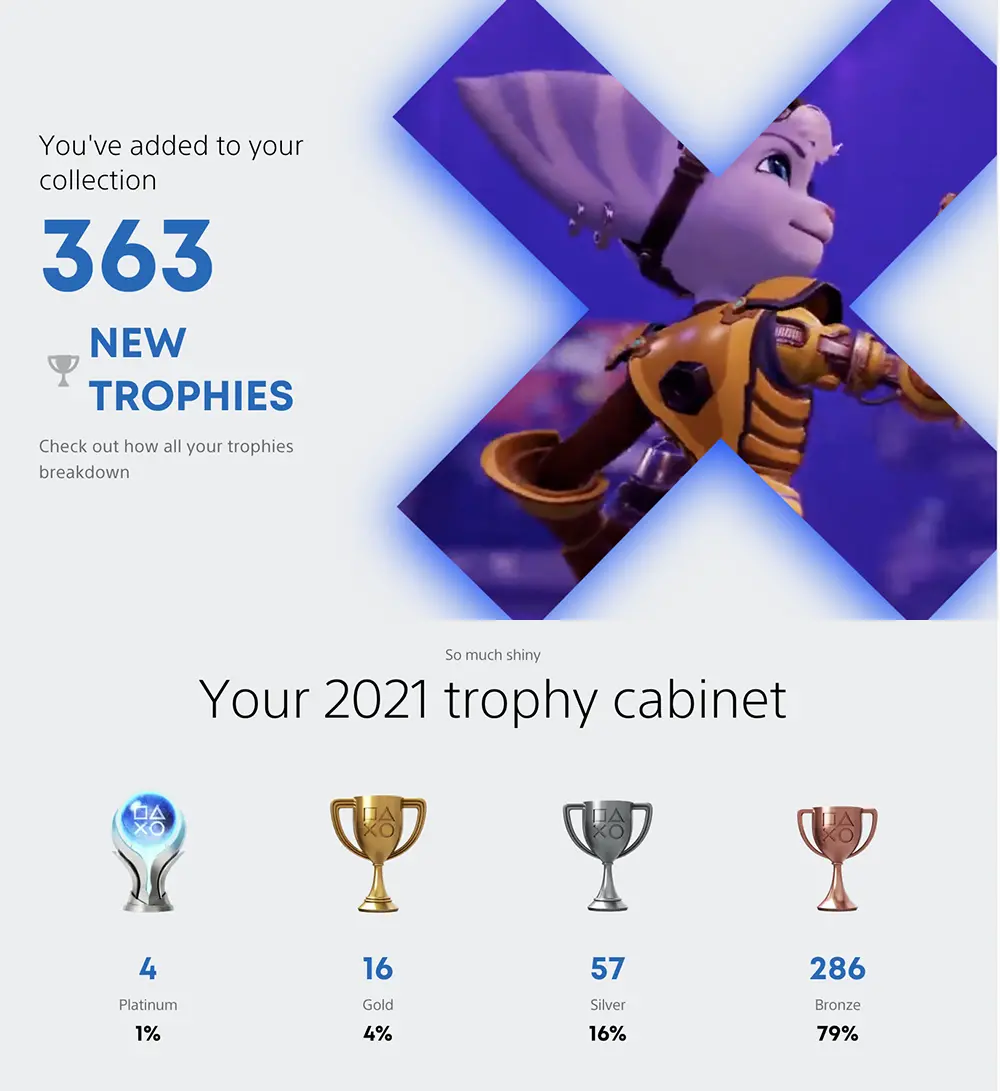 You've added to your
collection
363
NEW
TROPHIES
Check out how all your trophies
breakdown
So much shiny
Your 2021 trophy cabinet
4
Platinum
1%
16
Gold
4%
57
Silver
16%
286
Bronze
79%